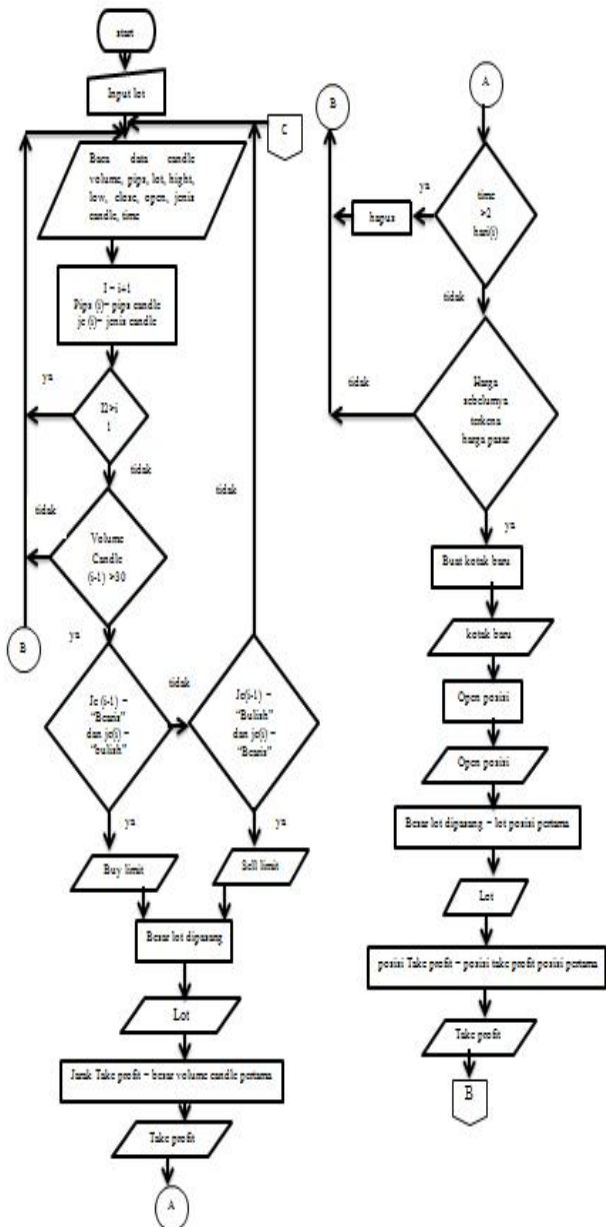 start
Input lot
C
Baca data candle
volume, pips, lot, hight,
low, close, open, jenis
candle, time
I = i+1
Pips (i)= pips candle
jc (i)= jenis candle
ya
1
tidak
tidak
Volume
Candle
(i-1) >30
tidak
B
ya
Jc (i-1) =
"Bearis"
dan jc(i) =
"bulish"
tidak
Jc(i-1) =
"Bulish"
dan jc(i) =
"Bearis"
ya
ya
Buy limit
Sell limit
Besar lot dipasang
Lot
Jarak Take profit = besar volume candle pertama
Take profit
A
B
A
time
>2
hari(i)
ya
hapus
tidak
Harga
sebelumya
terkena
harga pasar
tidak
ya
Buat kotak baru
kotak baru
Open posisi
Open posisi
Besar lot dipasang = lot posisi pertama
Lot
posisi Take profit = posisi take profit posisi pertama
Take profit
B